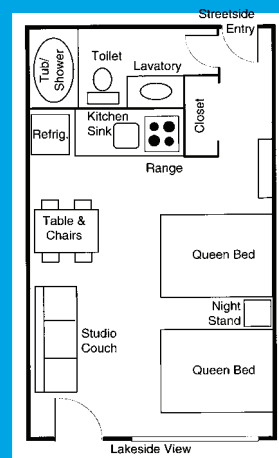 Streetside
Entry
Toilet
Tub/
Shower
Lavatory
Closet
Refrig.
Kitchen
Sink
Range
Table &
Chairs
Queen Bed
Night
Stand
Studio
Couch
Queen Bed
Lakeside View